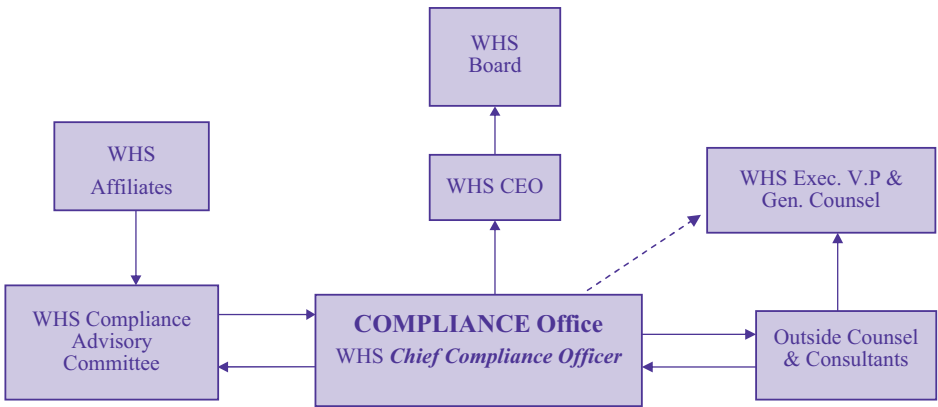 WHS
Board
WHS
Affiliates
WHS CEO
WHS Exec. V.P &
Gen. Counsel
WHS Compliance
Advisory
Committee
COMPLIANCE Office
WHS Chief Compliance Officer
Outside Counsel
& Consultants